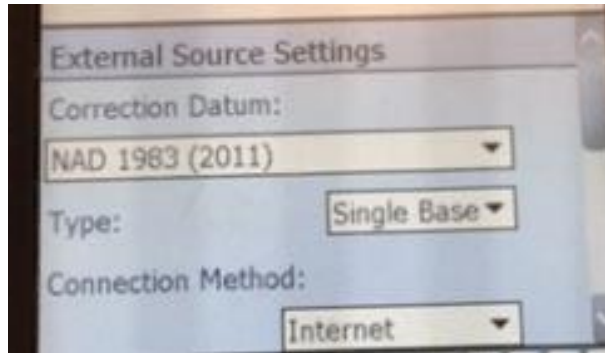 External Source Settings
Correction Datum:
NAD 1983 (2011)
Type: Single Base
Connection Method:
Internet